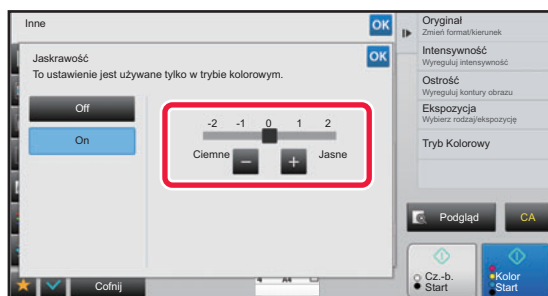 Inne
OK
Jaskrawość
OK
To ustawienie jest używane tylko w trybie kolorowym.
Off
On
-2 -1 0 1 2
Ciemne
Jasne
Cofnij
Oryginał
Zmień format/kierunek
Intensywność
Wyreguluj intensywność
Ostrość
Wyreguluj kontury obrazu
Ekspozycja
Wybierz rodzaj/ekspozycję
Tryb Kolorowy
Podgląd
CA
Cz.-b.
Start
Kolor
Start